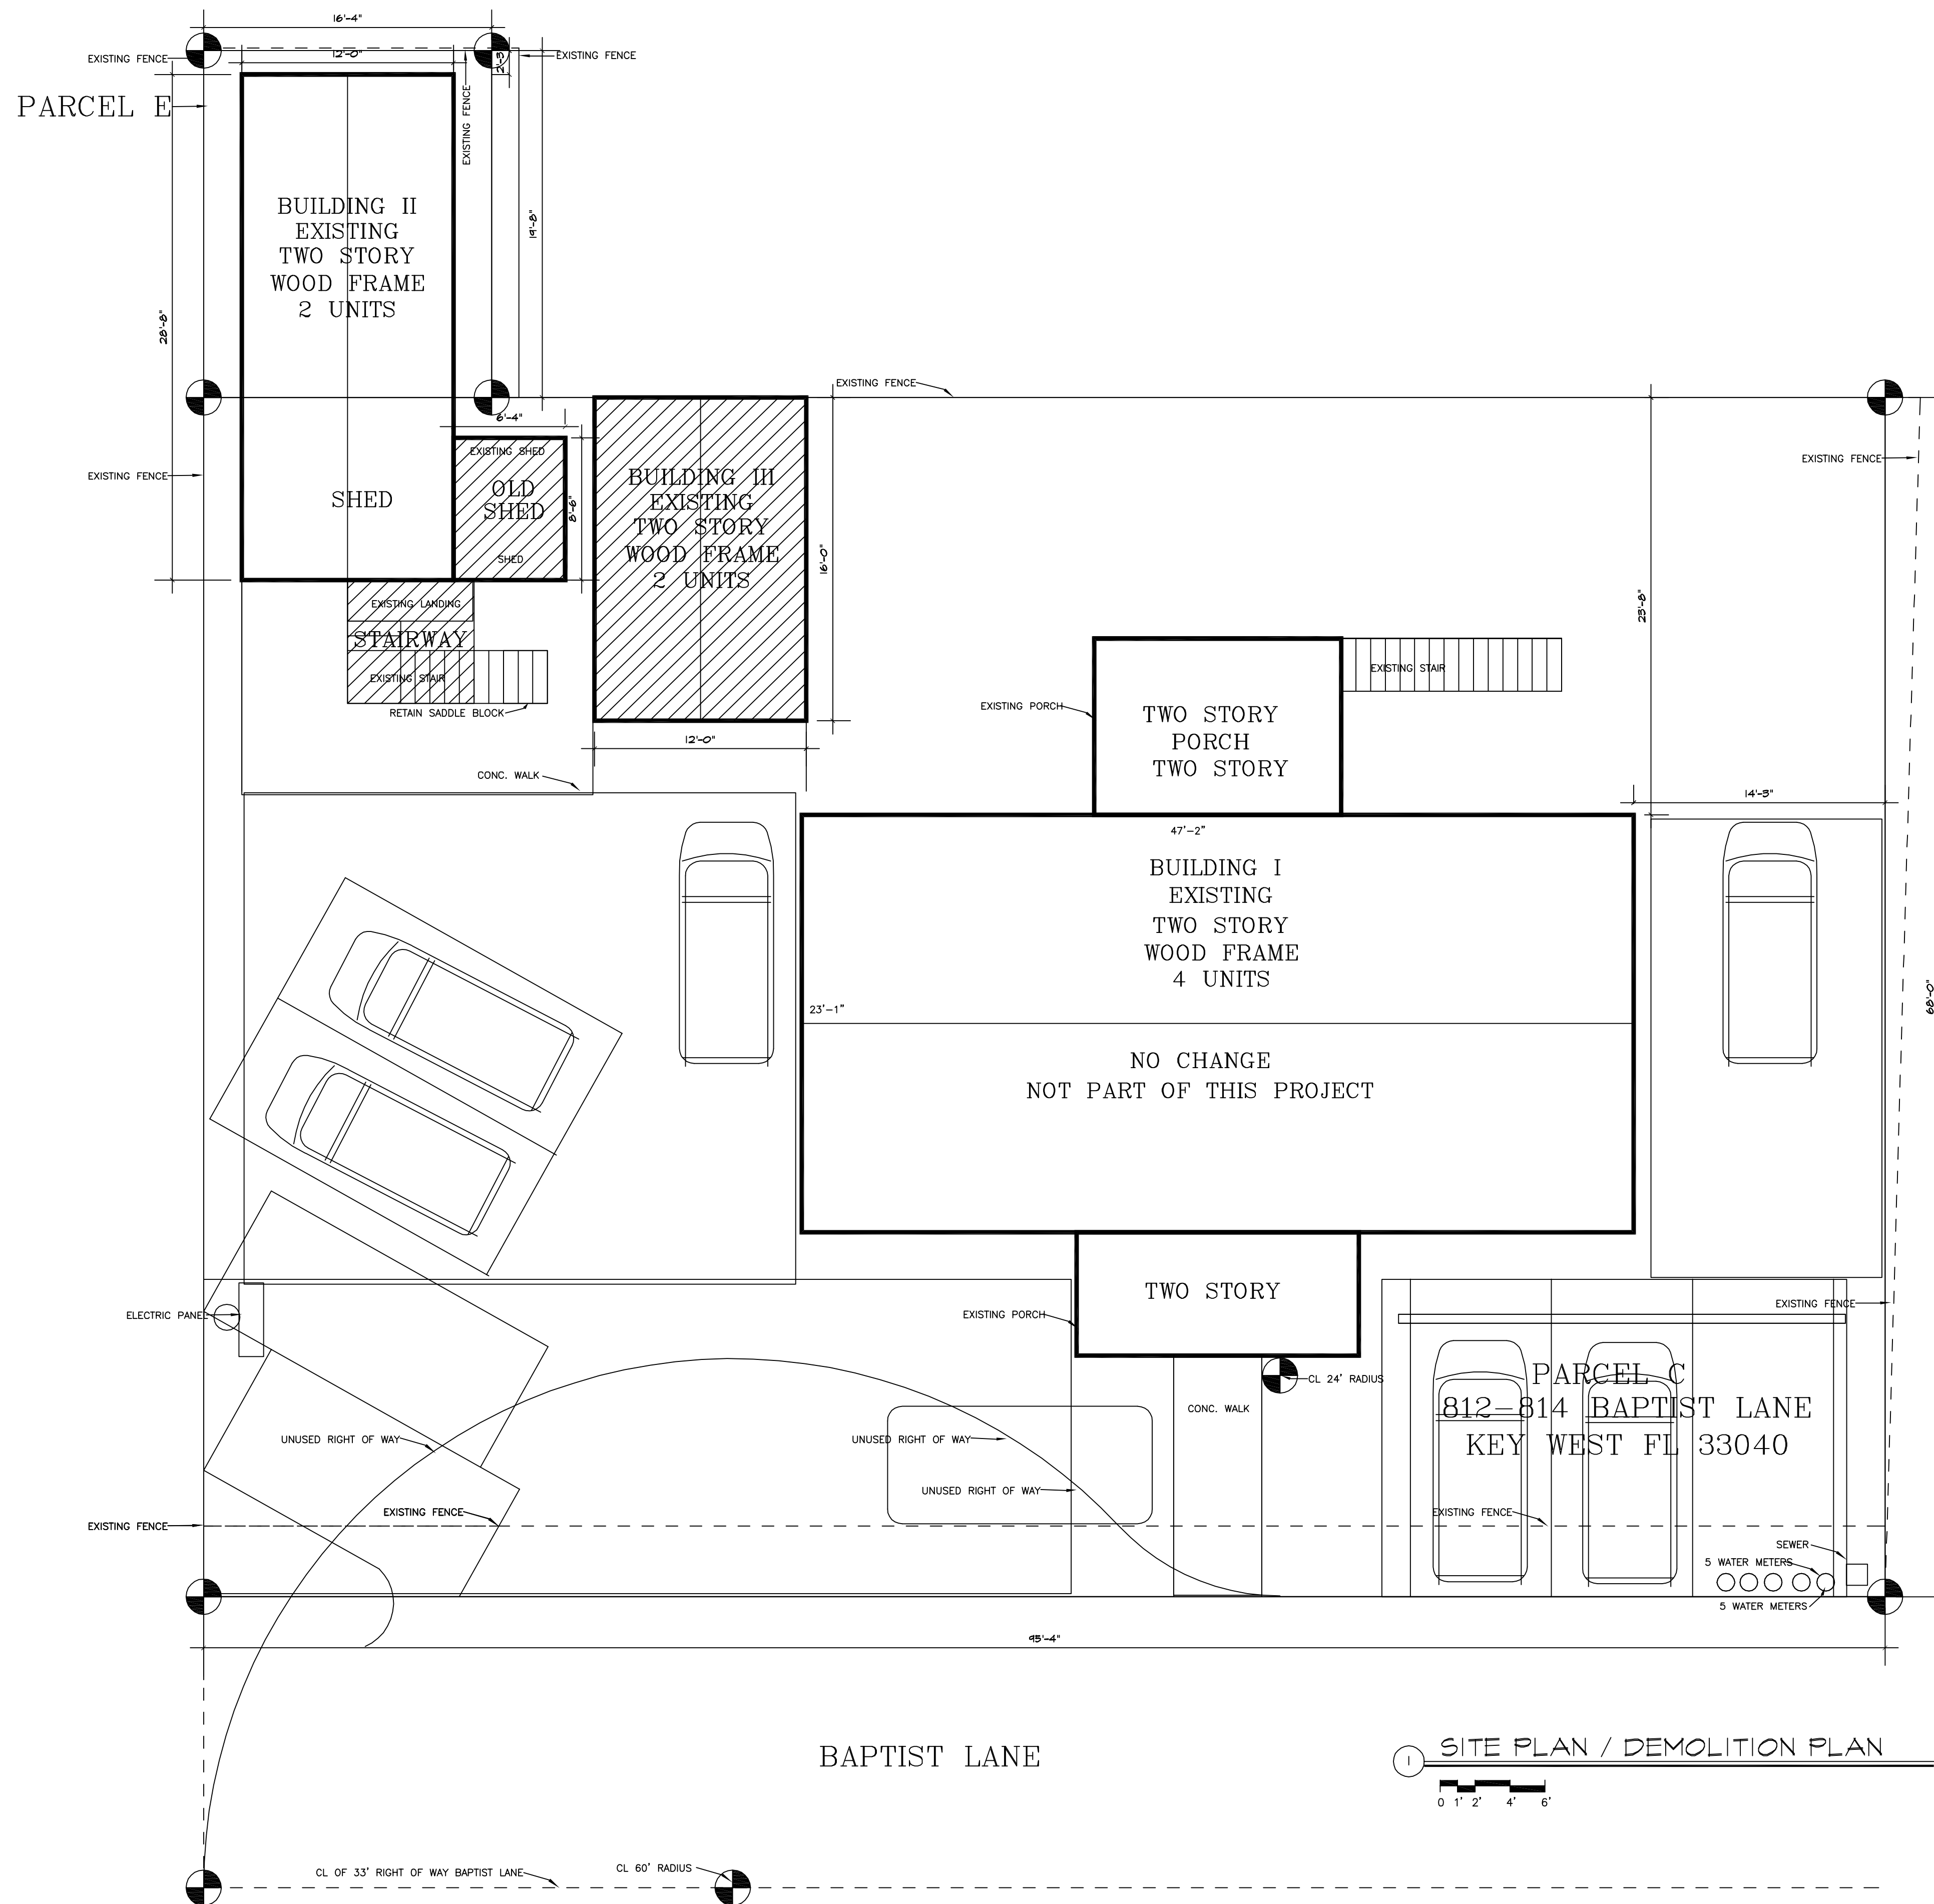 16'-4"
EXISTING FENCE
12'-0"
2'-3
EXISTING FENCE
PARCEL E
EXISTING FENCE
BUILDING II
EXISTING
TWO STORY
WOOD FRAME
2 UNITS
19'-8"
28'-8"
EXISTING FENCE
6'-4"
EXISTING FENCE
EXISTING SHED
OLD
SHED
SHED
8'-6"
SHED
EXISTING FENCE
BUILDING III
EXISTING
TWO STORY
WOOD FRAME
2 UNITS
16'-0"
EXISTING LANDING
STAIRWAY
EXISTING STAIR
RETAIN SADDLE BLOCK
12'-0"
CONC. WALK
23'-8"
EXISTING STAIR
EXISTING PORCH
TWO STORY
PORCH
TWO STORY
14'-3"
47'-2"
BUILDING I
EXISTING
TWO STORY
WOOD FRAME
4 UNITS
23'-1"
NO CHANGE
NOT PART OF THIS PROJECT
68'-0"
TWO STORY
EXISTING PORCH
EXISTING FENCE
ELECTRIC PANEL
CL 24' RADIUS
PARCEL C
812-814 BAPTIST LANE
KEY WEST FL 33040
CONC. WALK
UNUSED RIGHT OF WAY
UNUSED RIGHT OF WAY
UNUSED RIGHT OF WAY
EXISTING FENCE
EXISTING FENCE
EXISTING FENCE
SEWER
5 WATER METERS
5 WATER METERS
95'-4"
BAPTIST LANE
1 SITE PLAN / DEMOLITION PLAN
0 1' 2' 4' 6'
CL OF 33' RIGHT OF WAY BAPTIST LANE
CL 60' RADIUS